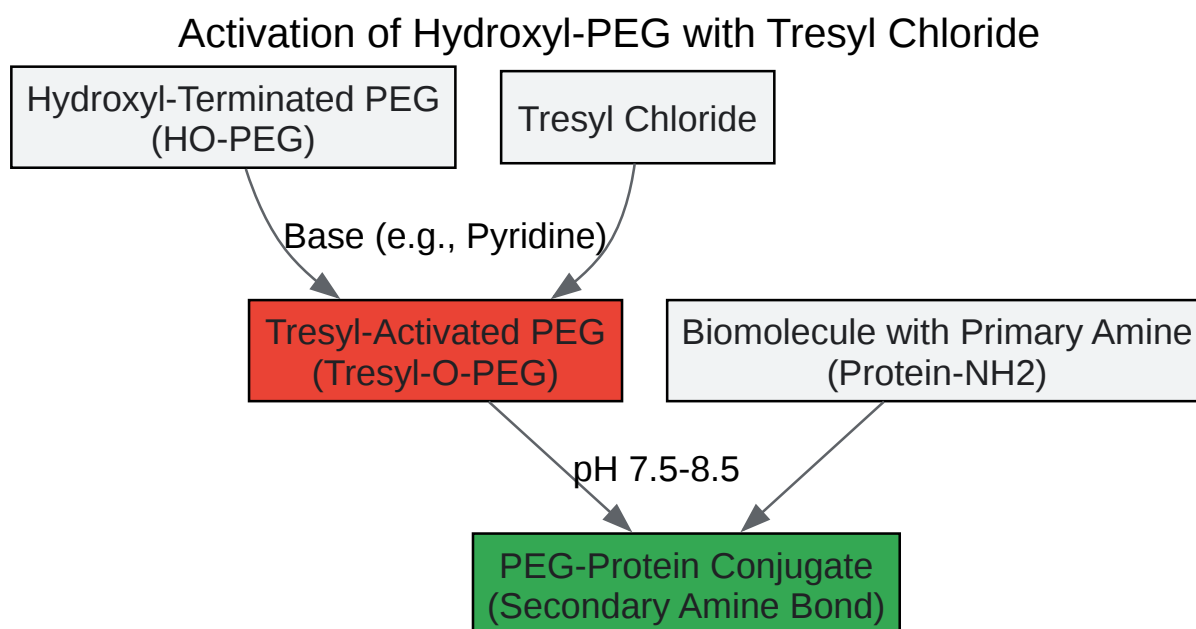 Activation of Hydroxyl-PEG with Tresyl Chloride
Hydroxyl-Terminated PEG
(HO-PEG)
Tresyl Chloride
Base (e.g., Pyridine)
Tresyl-Activated PEG
(Tresyl-O-PEG)
Biomolecule with Primary Amine
(Protein-NH2)
pH 7.5-8.5
PEG-Protein Conjugate
(Secondary Amine Bond)